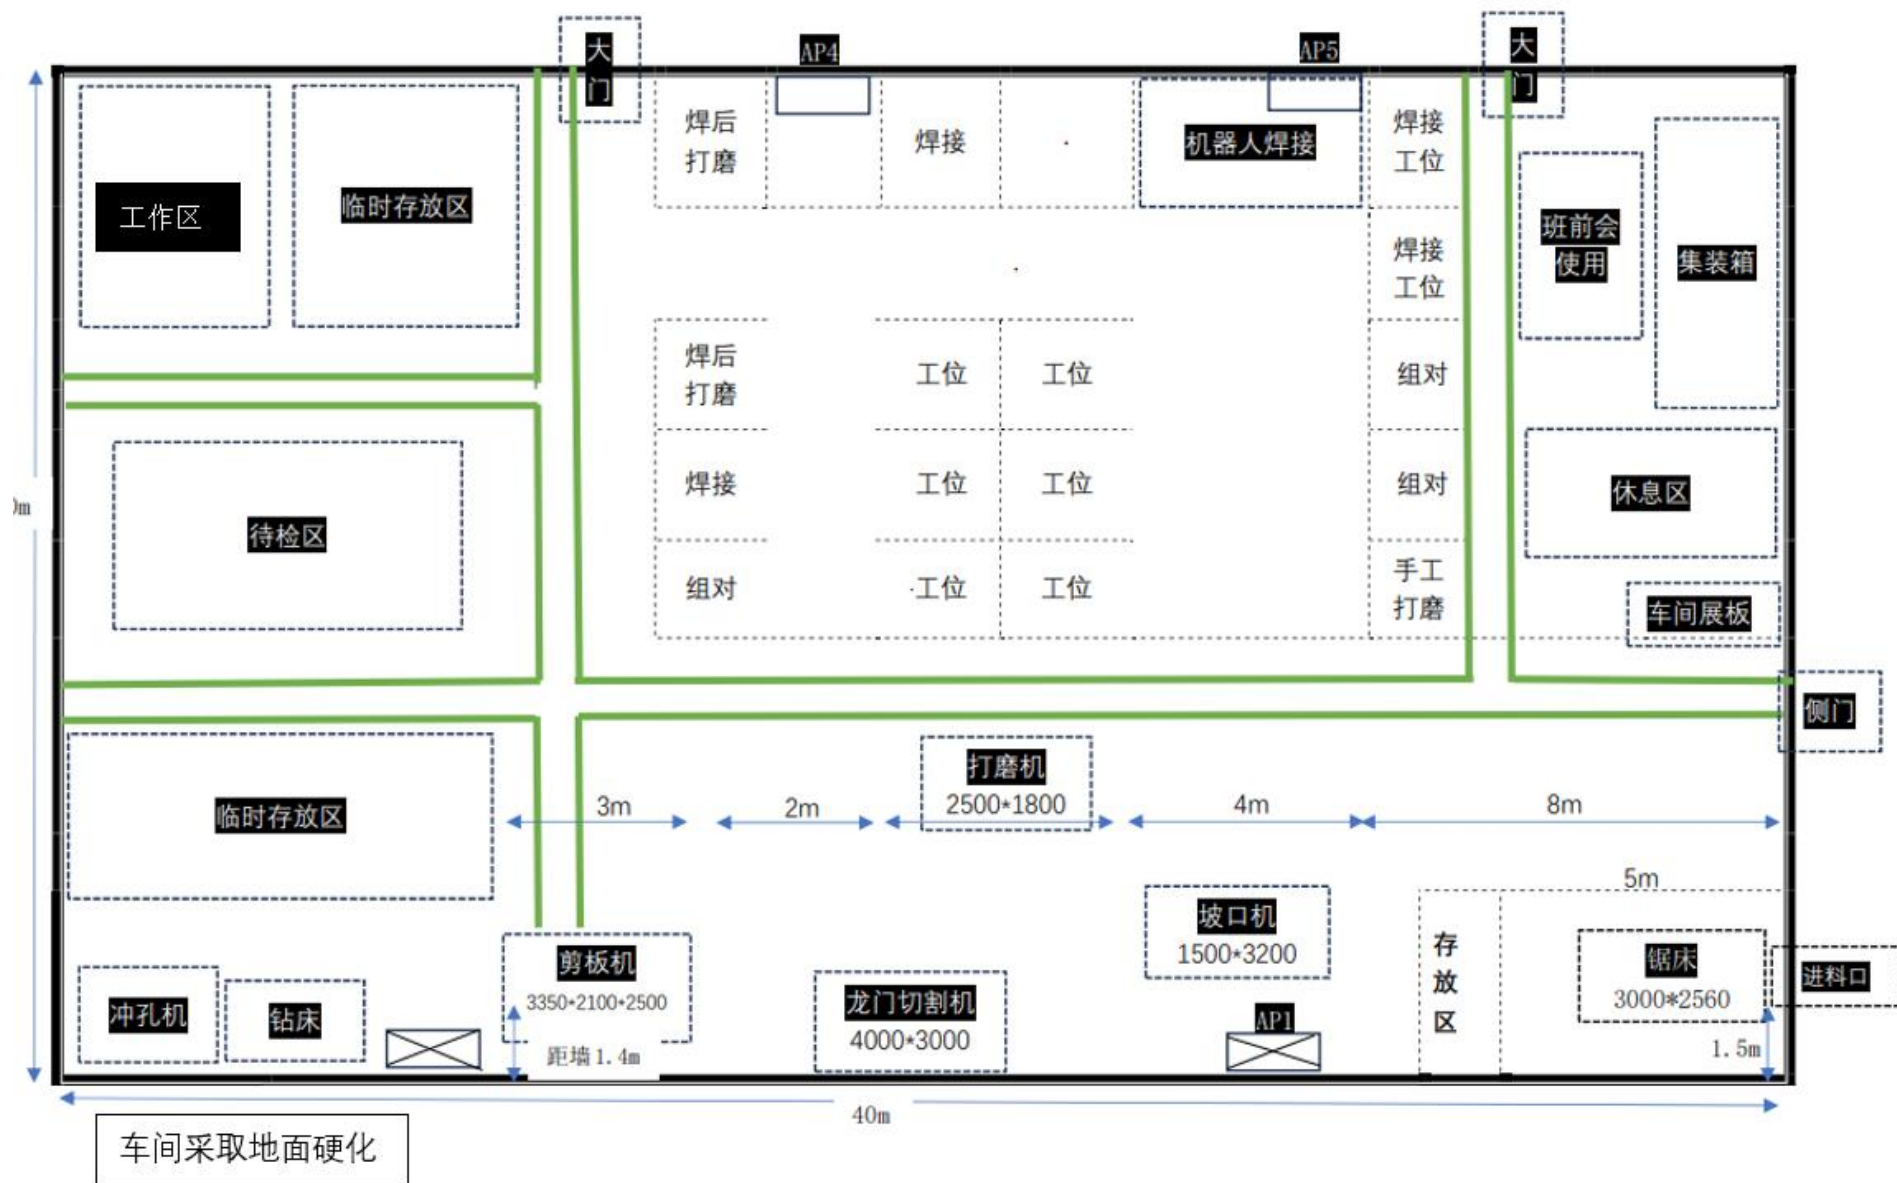 大
门
AP4
AP5
大
门
焊后
打磨
焊接
机器人焊接
焊接
工位
工作区
临时存放区
班前会
使用
集装箱
焊接
工位
焊后
打磨
工位
工位
组对
焊接
工位
工位
组对
休息区
待检区
组对
工位
工位
手工
打磨
车间展板
侧门
打磨机
2500*1800
临时存放区
3m
2m
4m
8m
5m
坡口机
1500*3200
存
放
区
锯床
3000*2560
进料口
剪板机
3350*2100*2500
冲孔机
钻床
龙门切割机
4000*3000
AP1
距墙1.4m
1.5m
40m
车间采取地面硬化